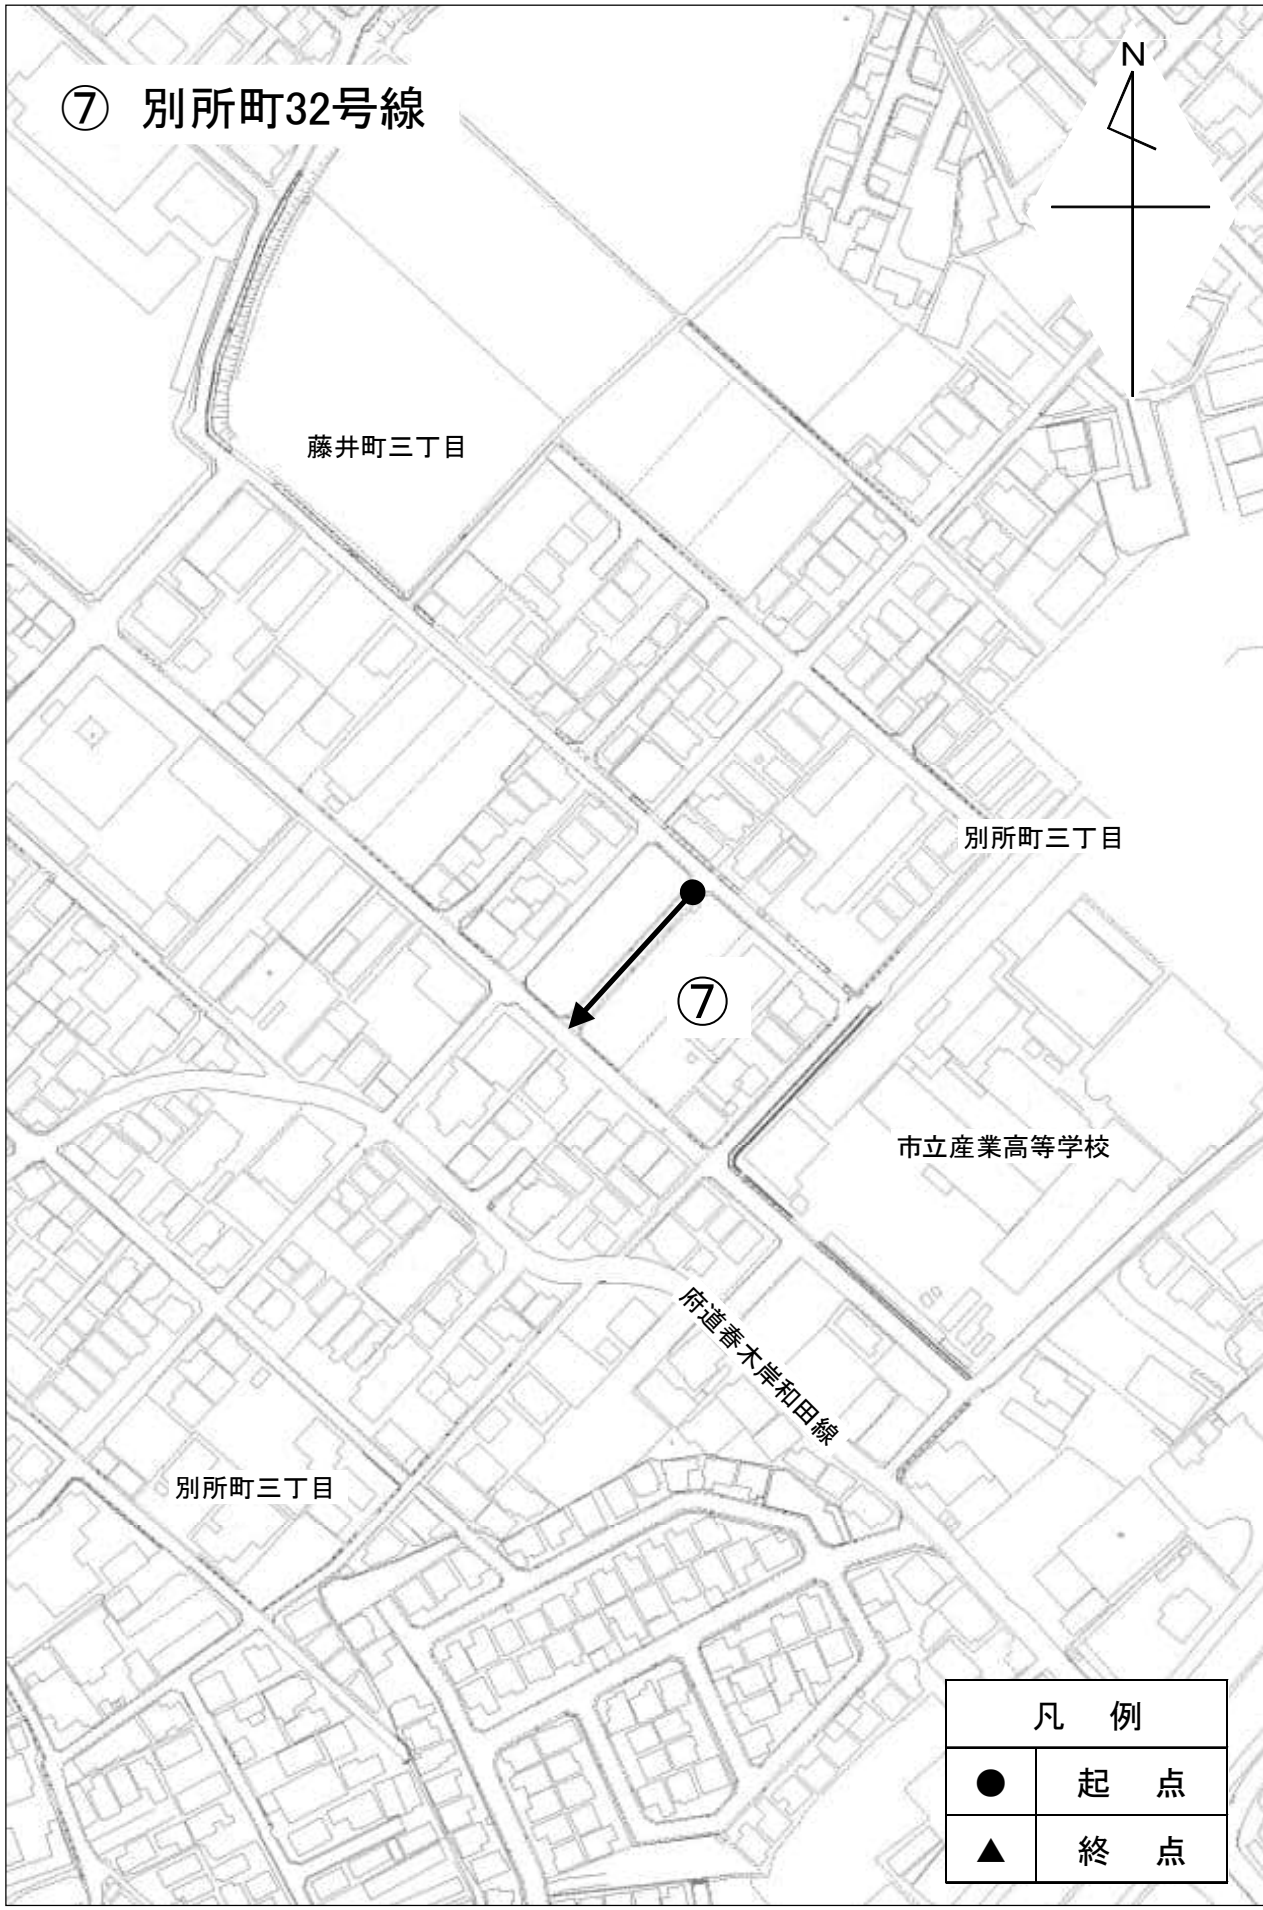 ⑦ 別所町32号線
N
藤井町三丁目
別所町三丁目
⑦
市立産業高等学校
府道春木岸和田線
別所町三丁目
凡 例
● 起 点
▲ 終 点